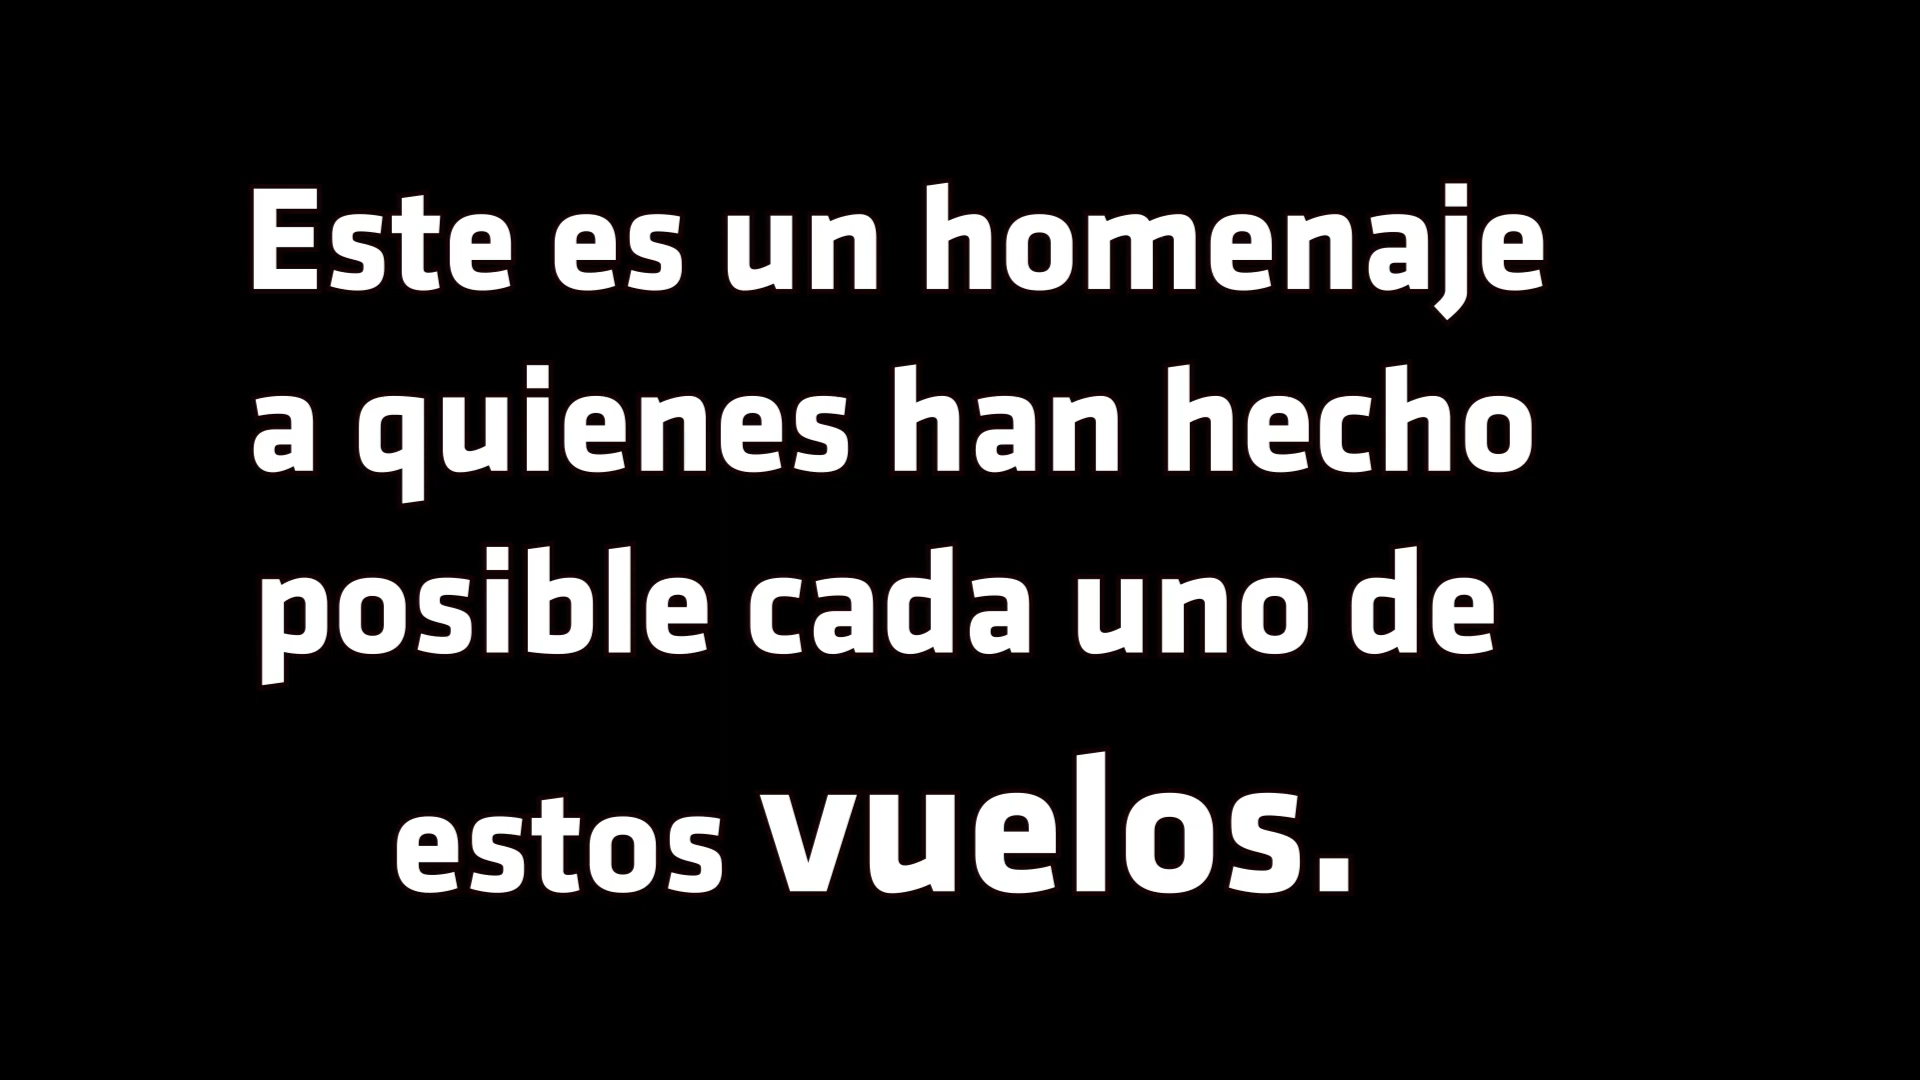 Este es un homenaje
a quienes han hecho
posible cada uno de
estos vuelos.